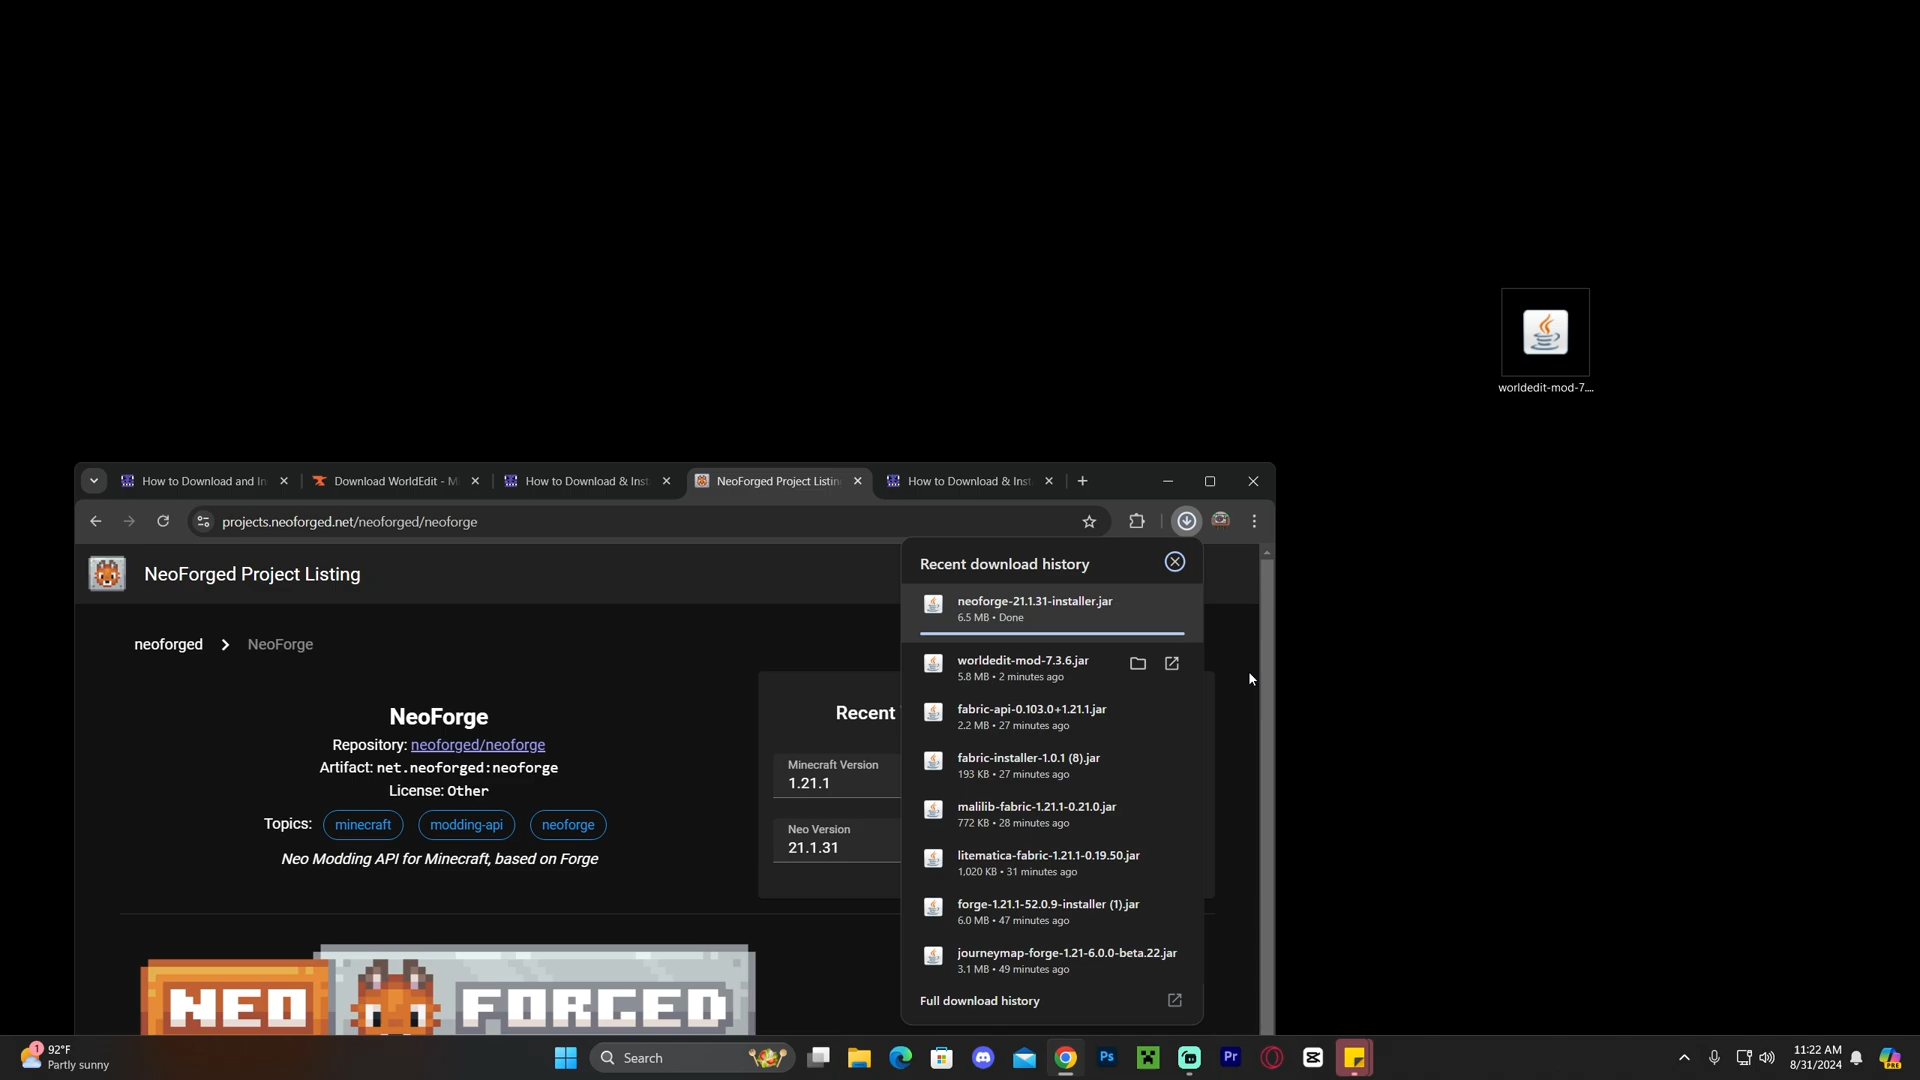 worldedit-mod-7....
How to Download and In
Download WorldEdit - M
How to Download & Inst
NeoForged Project Listin
How to Download & Inst
projects.neoforged.net/neoforged/neoforge
NeoForged Project Listing
neoforged
NeoForge
NeoForge
Repository: neoforged/neoforge
Artifact: net.neoforged:neoforge
License: Other
Topics: minecraft modding-api neoforge
Neo Modding API for Minecraft, based on Forge
Recent
Minecraft Version
1.21.1
Neo Version
21.1.31
NEO FORGED
Recent download history
neoforge-21.1.31-installer.jar
6.5 MB • Done
worldedit-mod-7.3.6.jar
5.8 MB • 2 minutes ago
fabric-api-0.103.0+1.21.1.jar
2.2 MB • 27 minutes ago
fabric-installer-1.0.1 (8).jar
193 KB • 27 minutes ago
malilib-fabric-1.21.1-0.21.0.jar
772 KB • 28 minutes ago
litematica-fabric-1.21.1-0.19.50.jar
1,020 KB • 31 minutes ago
forge-1.21.1-52.0.9-installer (1).jar
6.0 MB • 47 minutes ago
journeymap-forge-1.21-6.0.0-beta.22.jar
3.1 MB • 49 minutes ago
Full download history
1
92°F
Partly sunny
Search
Ps
Pr
11:22 AM
8/31/2024
PRE